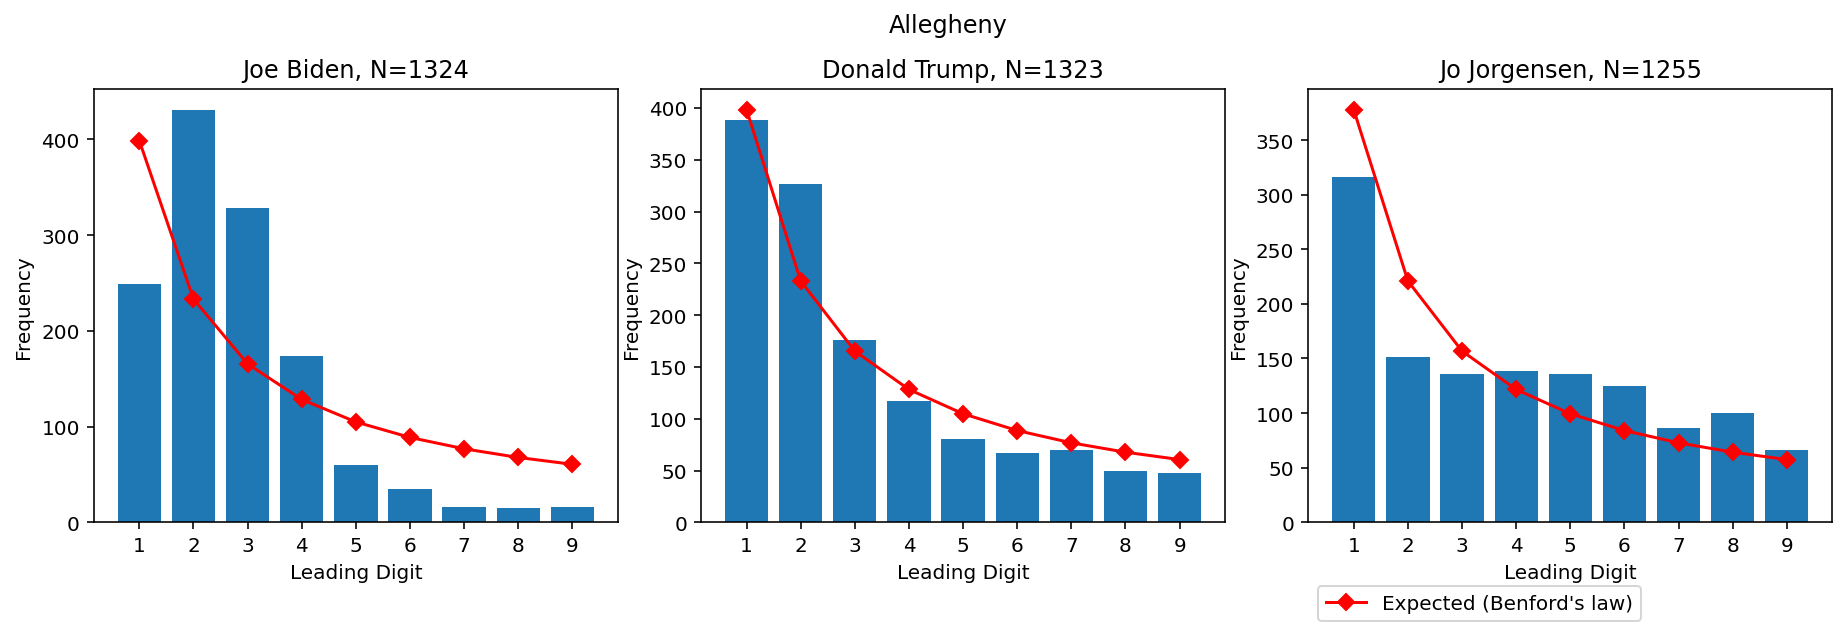 Allegheny
Joe Biden, N=1324
Frequency
400
300
200
100
0
1 2 3 4 5 6 7 8 9
Leading Digit
Donald Trump, N=1323
Frequency
400
350
300
250
200
150
100
50
0
1 2 3 4 5 6 7 8 9
Leading Digit
Jo Jorgensen, N=1255
Frequency
350
300
250
200
150
100
50
0
1 2 3 4 5 6 7 8 9
Leading Digit
Expected (Benford's law)